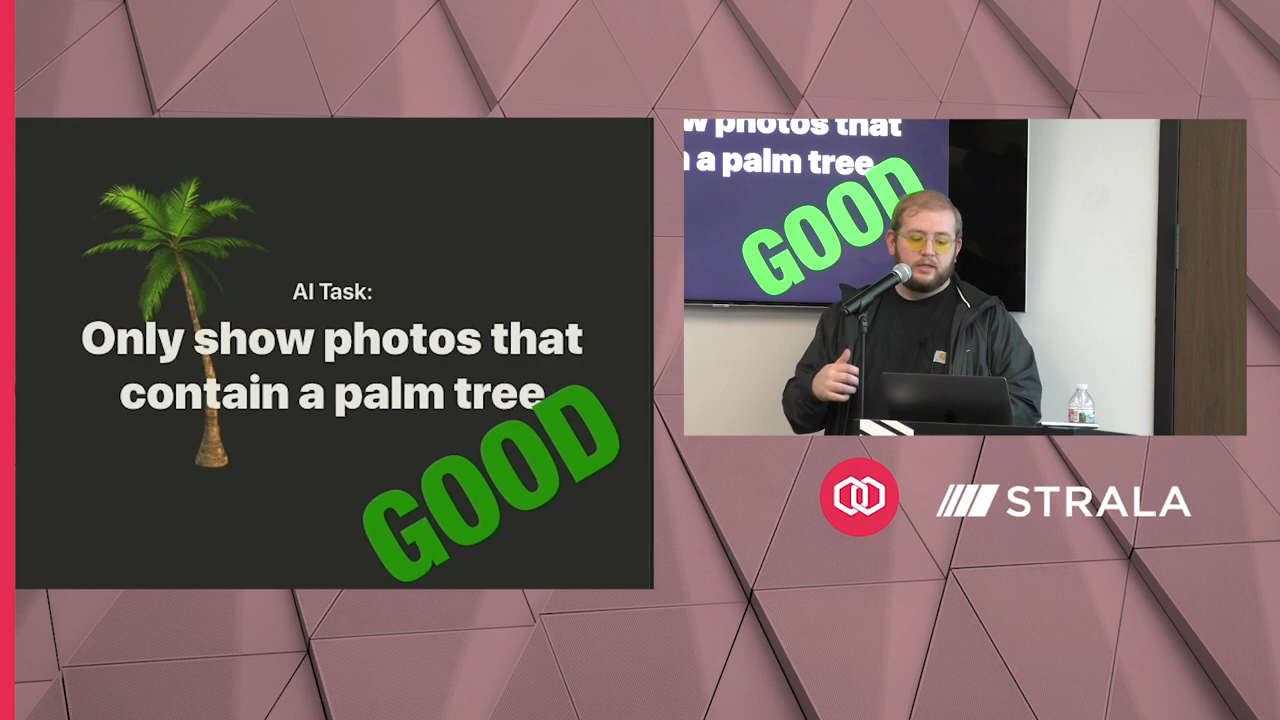 AI Task:
Only show photos that
contain a palm tree
GOOD
w photos that
a palm tree
GOOD
STRALA